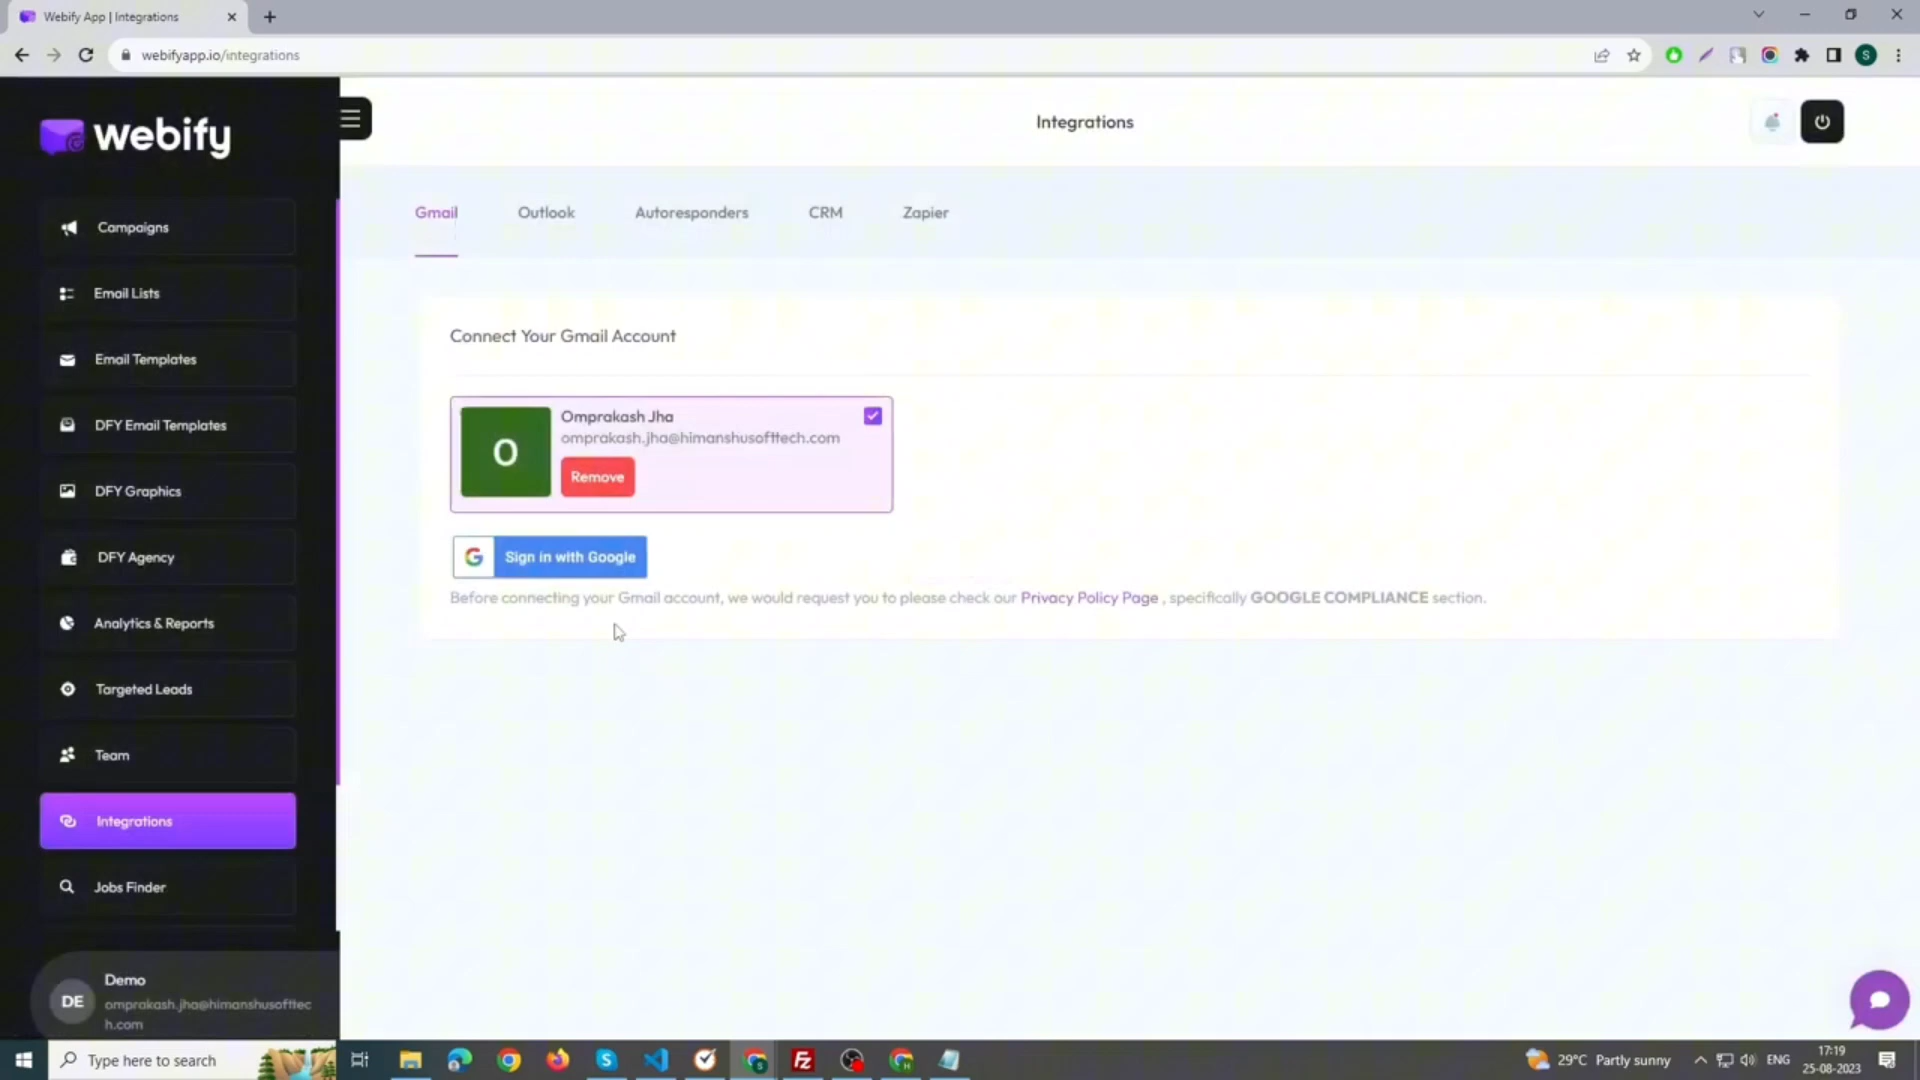 Webify App | Integrations
webifyapp.io/integrations
S
webify
Integrations
Campaigns
Email Lists
Email Templates
DFY Email Templates
DFY Graphics
DFY Agency
Analytics & Reports
Targeted Leads
Team
Integrations
Jobs Finder
DE
Demo
omprakash.jha@himanshusofttec
h.com
Gmail
Outlook
Autoresponders
CRM
Zapier
Connect Your Gmail Account
O
Omprakash Jha
omprakash.jha@himanshusofttech.com
Remove
G
Sign in with Google
Before connecting your Gmail account, we would request you to please check our Privacy Policy Page , specifically GOOGLE COMPLIANCE section.
Type here to search
29°C Partly sunny
ENG
17:19
25-08-2023